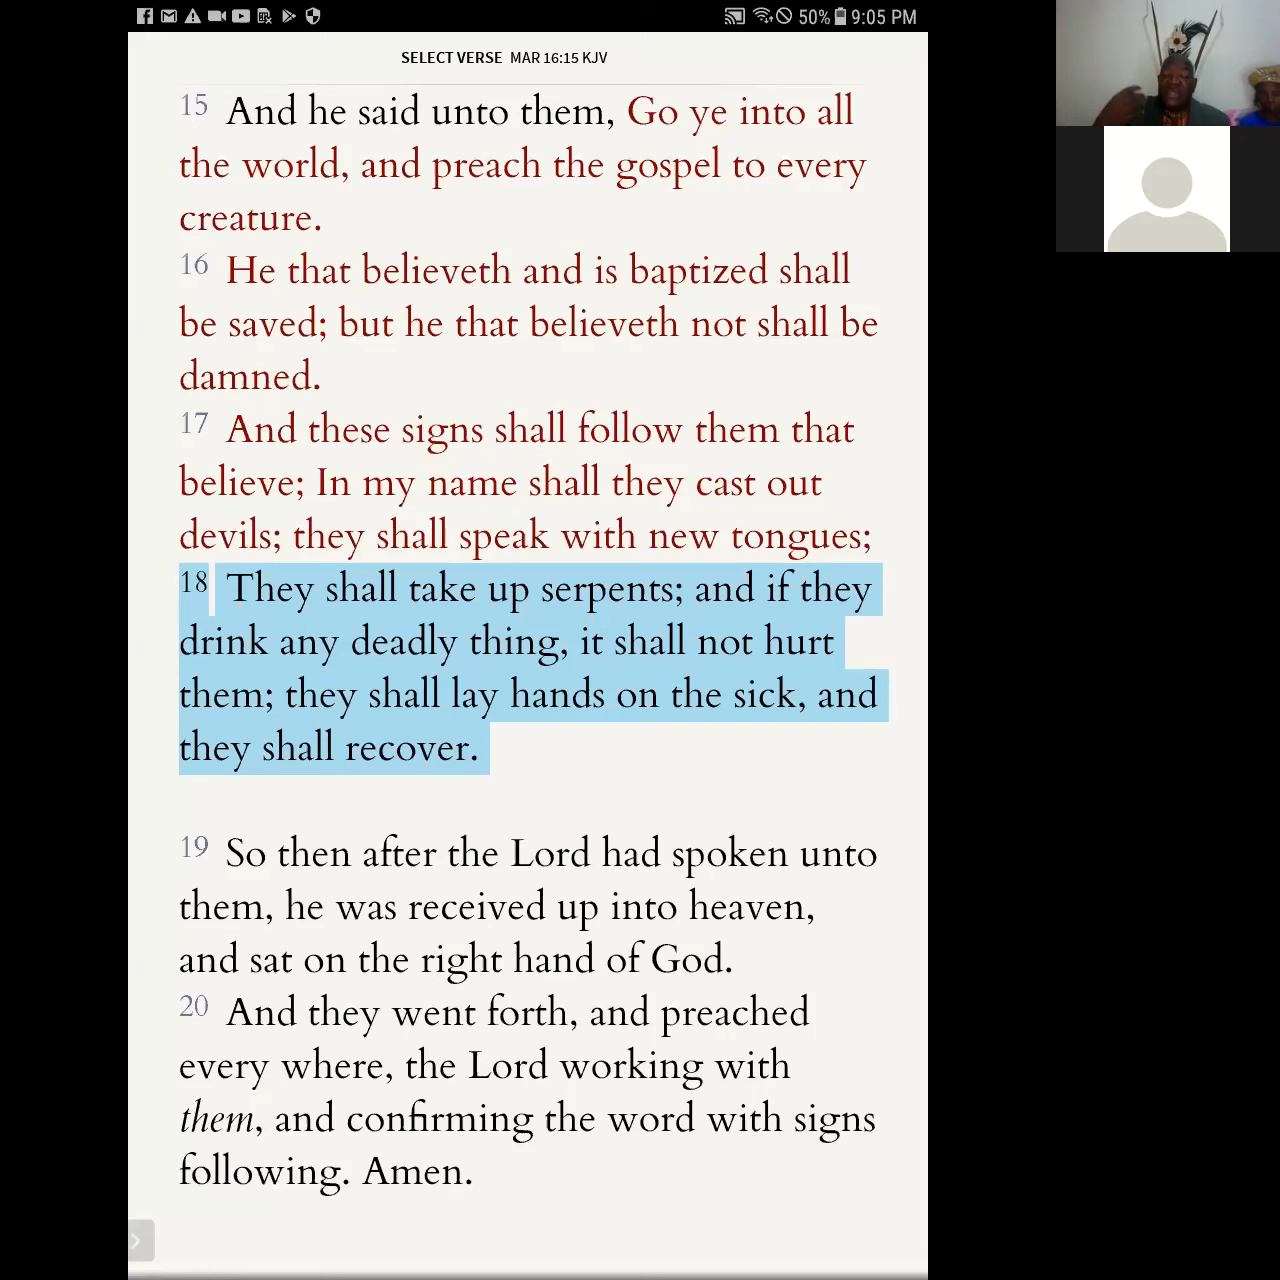 50% 9:05 PM
SELECT VERSE MAR 16:15 KJV
15 And he said unto them, Go ye into all
the world, and preach the gospel to every
creature.
16 He that believeth and is baptized shall
be saved; but he that believeth not shall be
damned.
17 And these signs shall follow them that
believe; In my name shall they cast out
devils; they shall speak with new tongues;
18 They shall take up serpents; and if they
drink any deadly thing, it shall not hurt
them; they shall lay hands on the sick, and
they shall recover.
19 So then after the Lord had spoken unto
them, he was received up into heaven,
and sat on the right hand of God.
20 And they went forth, and preached
every where, the Lord working with
them, and confirming the word with signs
following. Amen.